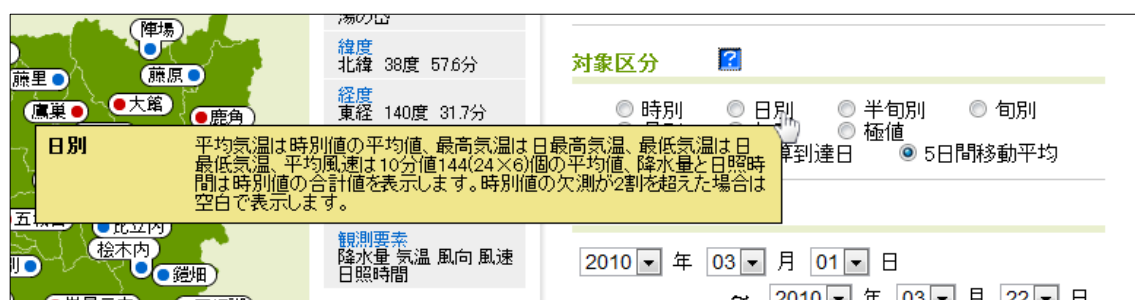 陣場
藤里
藤原
鷹巣
大館
鹿角
桧木内
鎧畑
湯の岱
緯度
北緯 38度 57.6分
経度
東経 140度 31.7分
対象区分
時別 日別 半旬別 旬別
極値
算到達日 5日間移動平均
日別
平均気温は時別値の平均値、最高気温は日最高気温、最低気温は日
最低気温、平均風速は10分値144(24×6)個の平均値、降水量と日照時
間は時別値の合計値を表示します。時別値の欠測が2割を超えた場合は
空白で表示します。
観測要素
降水量 気温 風向 風速
日照時間
2010 年 03 月 01 日
～ 2010 年 03 月 22 日